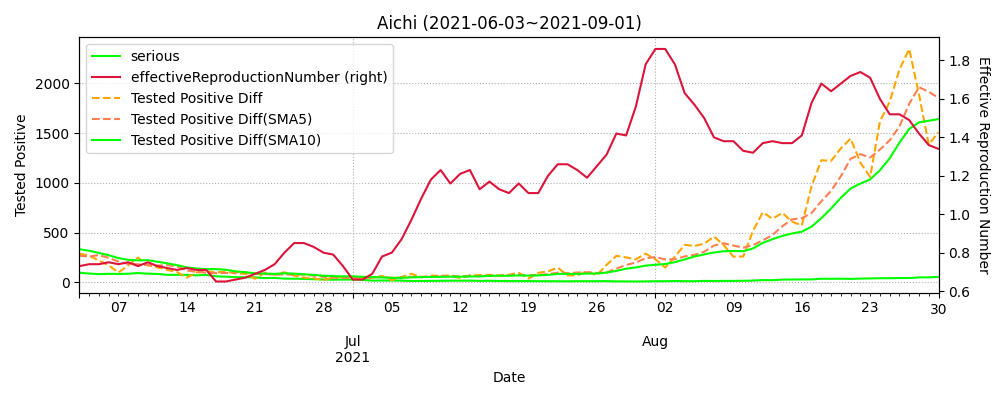 Aichi (2021-06-03~2021-09-01)
serious
effectiveReproductionNumber (right)
Tested Positive Diff
Tested Positive Diff(SMA5)
Tested Positive Diff(SMA10)
Tested Positive
2000
1500
1000
500
0
Effective Reproduction Number
1.8
1.6
1.4
1.2
1.0
0.8
0.6
07 14 21 28 05 12 19 26 02 09 16 23 30
Jul Aug
2021
Date